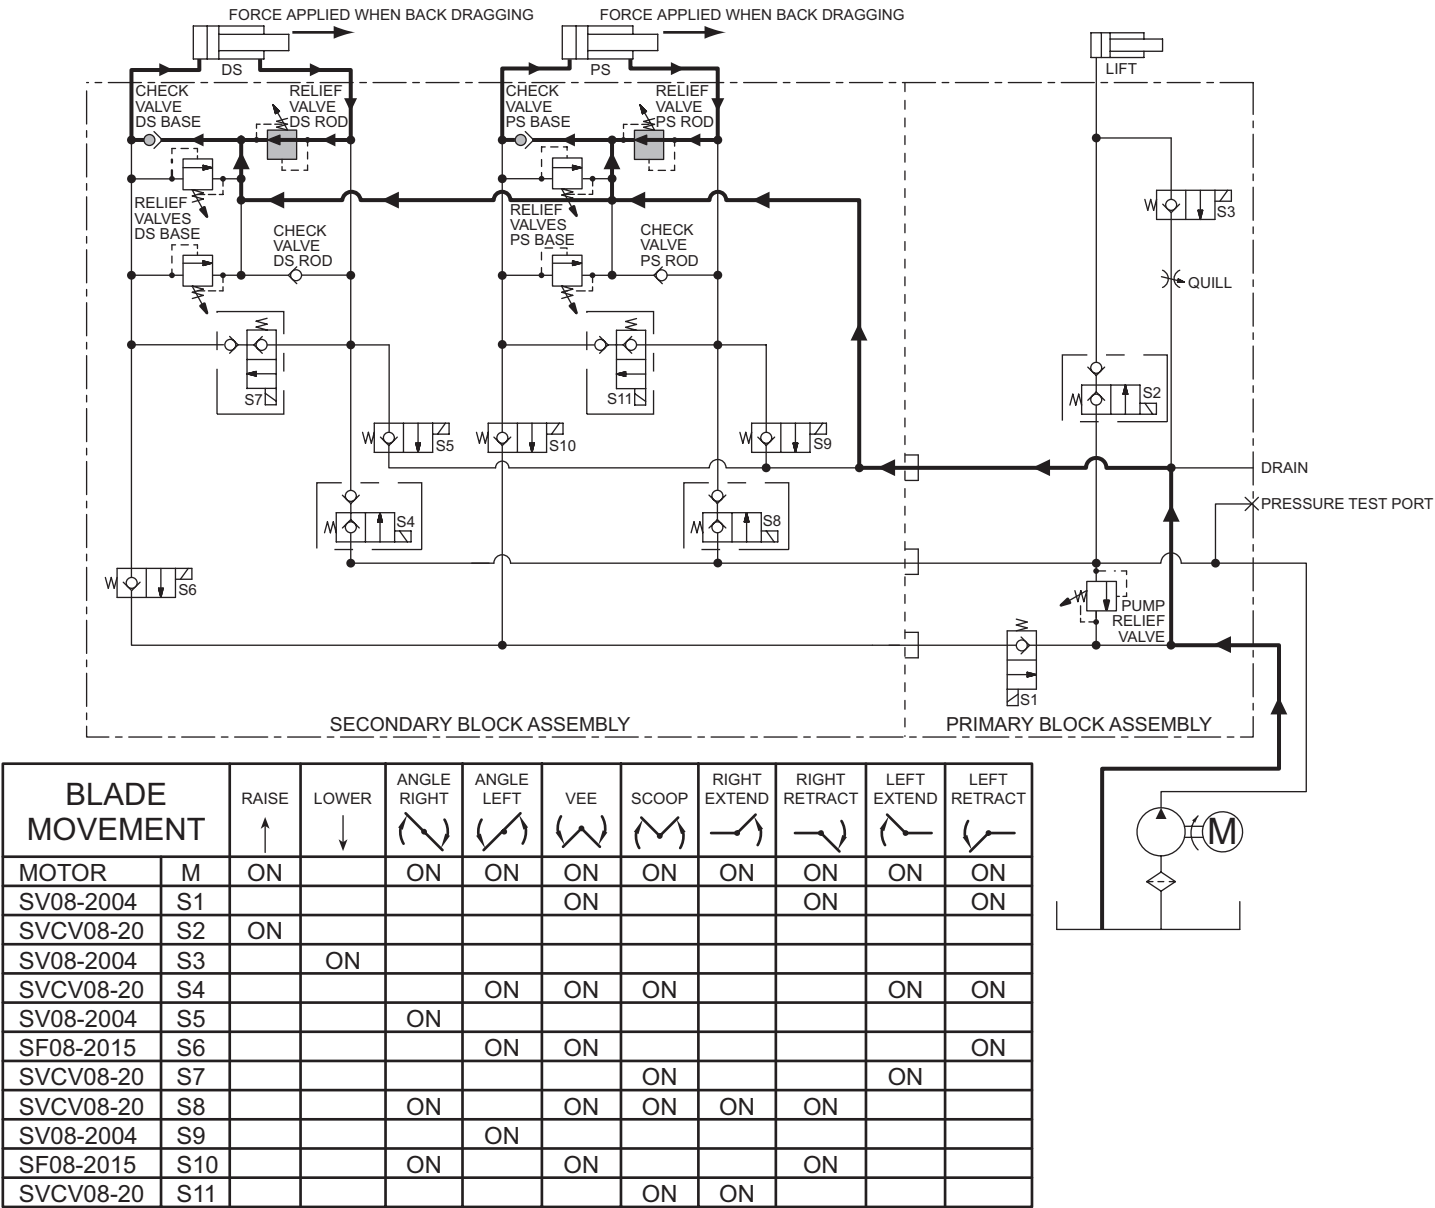 FORCE APPLIED WHEN BACK DRAGGING
FORCE APPLIED WHEN BACK DRAGGING
DS
PS
LIFT
CHECK
VALVE
DS BASE
RELIEF
VALVE
DS ROD
CHECK
VALVE
PS BASE
RELIEF
VALVE
PS ROD
RELIEF
VALVES
DS BASE
CHECK
VALVE
DS ROD
RELIEF
VALVES
PS BASE
CHECK
VALVE
PS ROD
S3
QUILL
S7
S11
S2
S5
S10
S9
DRAIN
PRESSURE TEST PORT
S4
S8
S6
PUMP
RELIEF
VALVE
S1
SECONDARY BLOCK ASSEMBLY
PRIMARY BLOCK ASSEMBLY
M
BLADE
MOVEMENT
RAISE
LOWER
ANGLE
RIGHT
ANGLE
LEFT
VEE
SCOOP
RIGHT
EXTEND
RIGHT
RETRACT
LEFT
EXTEND
LEFT
RETRACT
MOTOR M ON ON ON ON ON ON ON ON ON
SV08-2004 S1 ON ON ON
SVCV08-20 S2 ON
SV08-2004 S3 ON
SVCV08-20 S4 ON ON ON ON ON
SV08-2004 S5 ON
SF08-2015 S6 ON ON ON
SVCV08-20 S7 ON ON
SVCV08-20 S8 ON ON ON ON ON
SV08-2004 S9 ON
SF08-2015 S10 ON ON ON
SVCV08-20 S11 ON ON